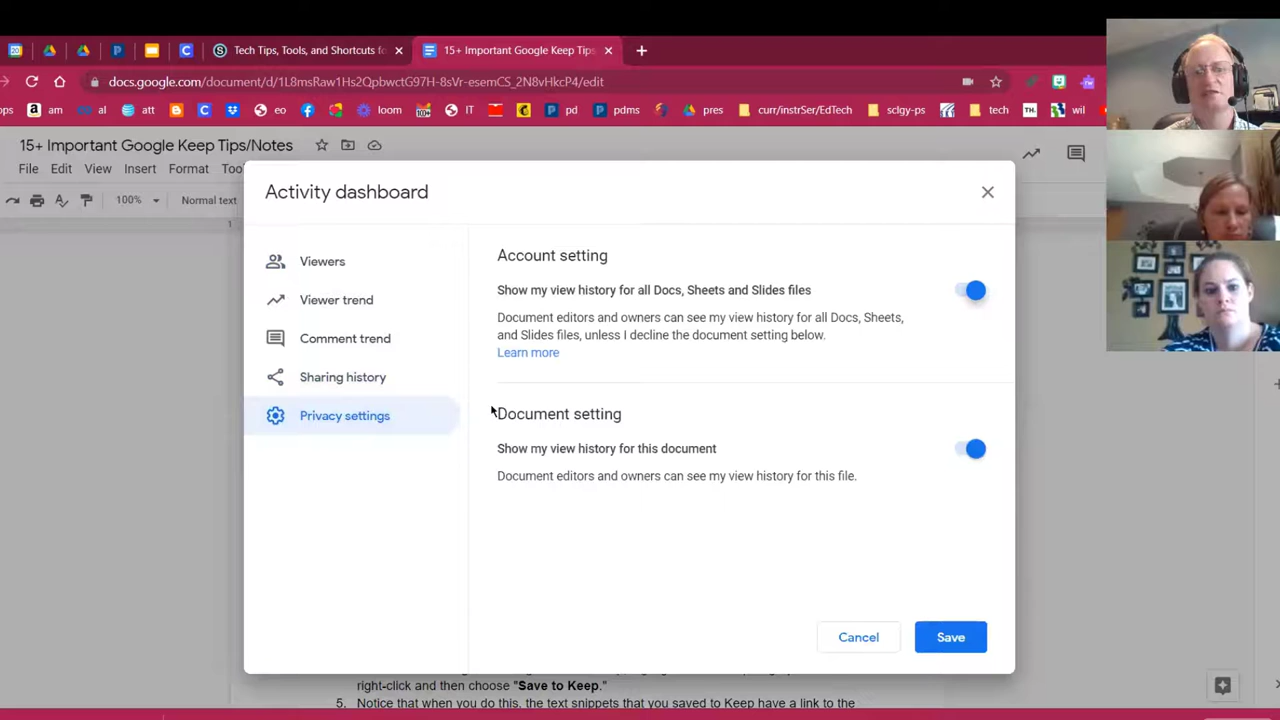 Tech Tips, Tools, and Shortcuts fo
15+ Important Google Keep Tips
docs.google.com/document/d/1L8msRaw1Hs2QpbwctG97H-8sVr-esemCS_2N8vHkcP4/edit
ops am al att eo loom IT pd pdms pres curr/instrSer/EdTech sclgy-ps tech wil
15+ Important Google Keep Tips/Notes
File Edit View Insert Format Too
100% Normal text
1
Activity dashboard
Viewers
Viewer trend
Comment trend
Sharing history
Privacy settings
Account setting
Show my view history for all Docs, Sheets and Slides files
Document editors and owners can see my view history for all Docs, Sheets,
and Slides files, unless I decline the document setting below.
Learn more
Document setting
Show my view history for this document
Document editors and owners can see my view history for this file.
Cancel Save
right-click and then choose "Save to Keep."
5. Notice that when you do this, the text snippets that you saved to Keep have a link to the